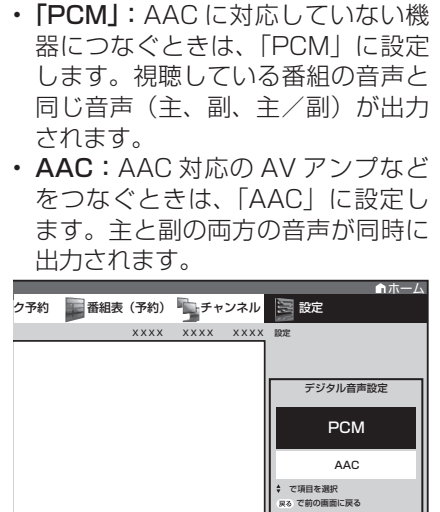 ・「PCM」：AAC に対応していない機
器につなぐときは、「PCM」に設定
します。視聴している番組の音声と
同じ音声（主、副、主／副）が出力
されます。
・AAC：AAC 対応の AV アンプなど
をつなぐときは、「AAC」に設定し
ます。主と副の両方の音声が同時に
出力されます。
ホーム
ク予約 番組表（予約） チャンネル 設定
XXXX XXXX XXXX 設定
デジタル音声設定
PCM
AAC
で項目を選択
戻る で前の画面に戻る